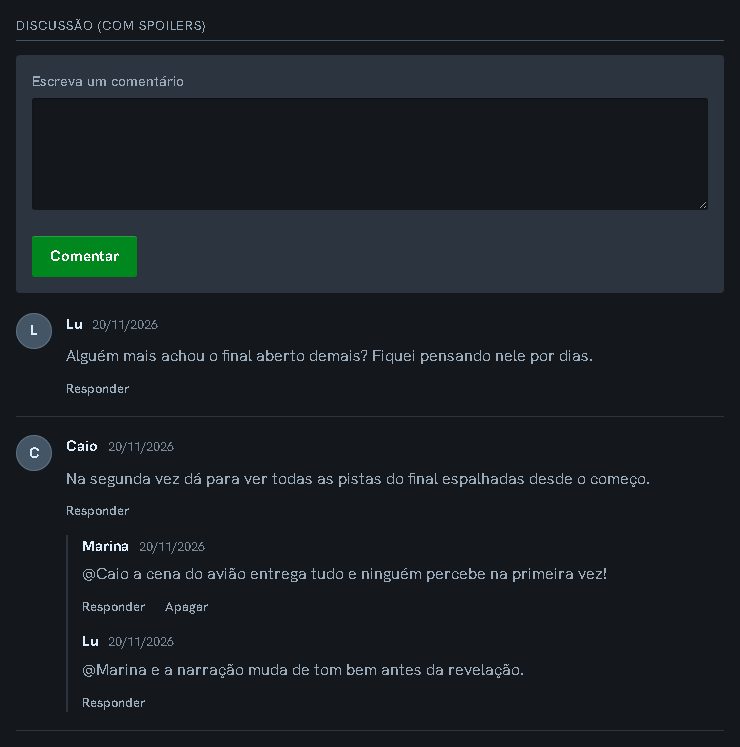 DISCUSSÃO (COM SPOILERS)
Escreva um comentário
Comentar
L
Lu 20/11/2026
Alguém mais achou o final aberto demais? Fiquei pensando nele por dias.
Responder
C
Caio 20/11/2026
Na segunda vez dá para ver todas as pistas do final espalhadas desde o começo.
Responder
Marina 20/11/2026
@Caio a cena do avião entrega tudo e ninguém percebe na primeira vez!
Responder Apagar
Lu 20/11/2026
@Marina e a narração muda de tom bem antes da revelação.
Responder